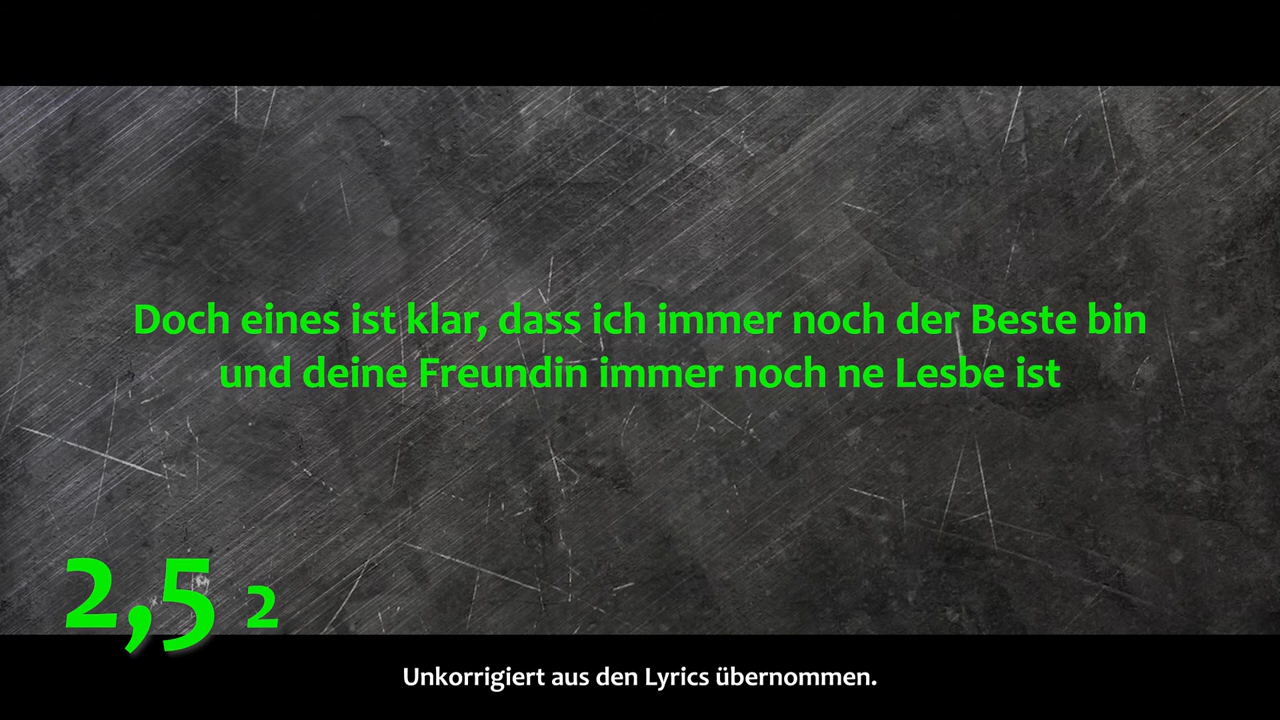 Doch eines ist klar, dass ich immer noch der Beste bin
und deine Freundin immer noch ne Lesbe ist
2,5 2
Unkorrigiert aus den Lyrics übernommen.